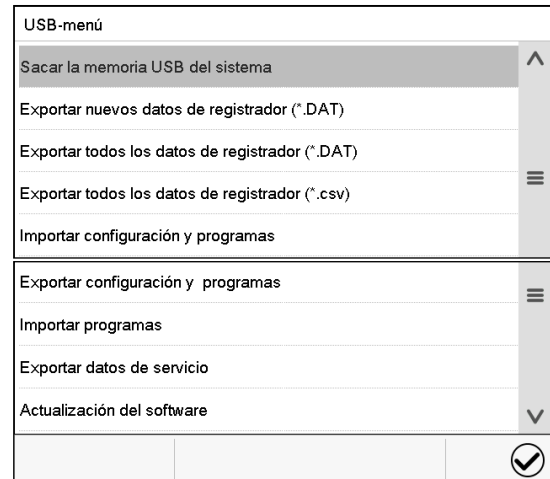 USB-menú
Sacar la memoria USB del sistema
Exportar nuevos datos de registrador (*.DAT)
Exportar todos los datos de registrador (*.DAT)
Exportar todos los datos de registrador (*.csv)
Importar configuración y programas
Exportar configuración y programas
Importar programas
Exportar datos de servicio
Actualización del software